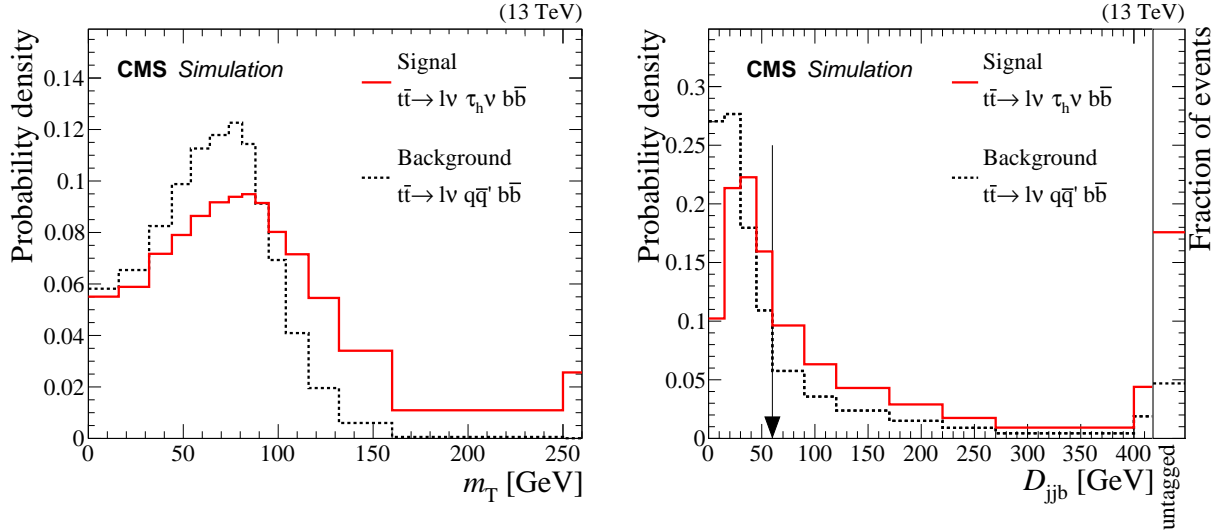 (13 TeV)
CMS Simulation
Signal
tt̄→ lν τ_h ν bb̄
Background
tt̄→ lν qq̄' bb̄
Probability density
0.14
0.12
0.1
0.08
0.06
0.04
0.02
0
0 50 100 150 200 250
m_T [GeV]
(13 TeV)
CMS Simulation
Signal
tt̄→ lν τ_h ν bb̄
Background
tt̄→ lν qq̄' bb̄
Probability density
0.3
0.25
0.2
0.15
0.1
0.05
0
0 50 100 150 200 250 300 350 400
D_jjb [GeV]
untagged
Fraction of events